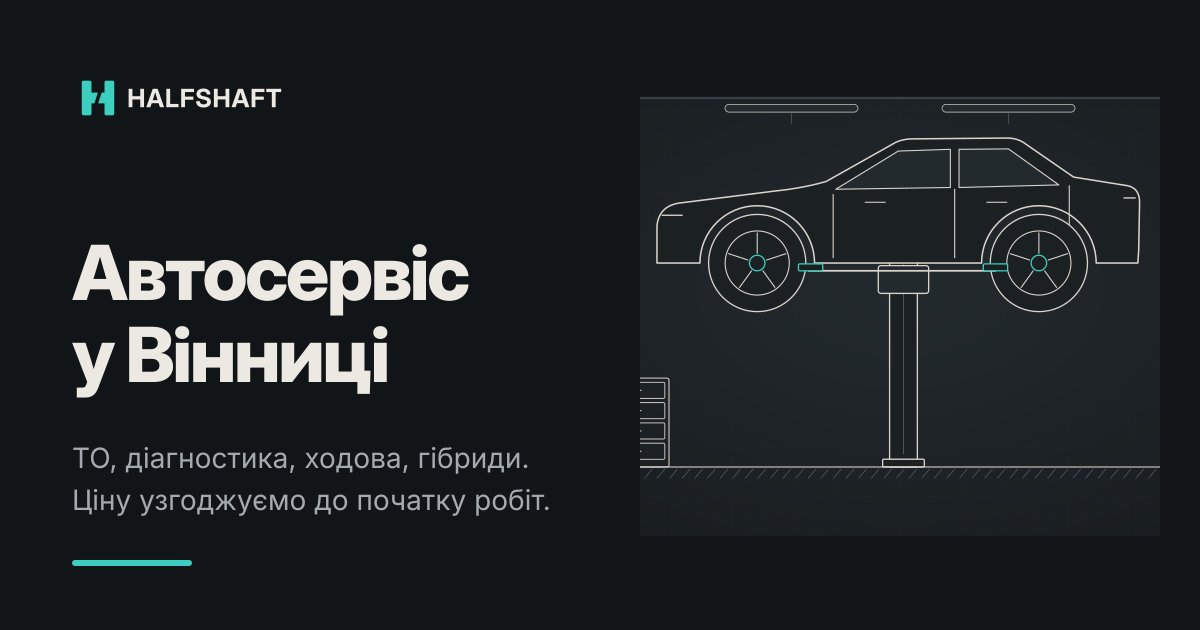 HALFSHAFT
Автосервіс
у Вінниці
ТО, діагностика, ходова, гібриди.
Ціну узгоджуємо до початку робіт.